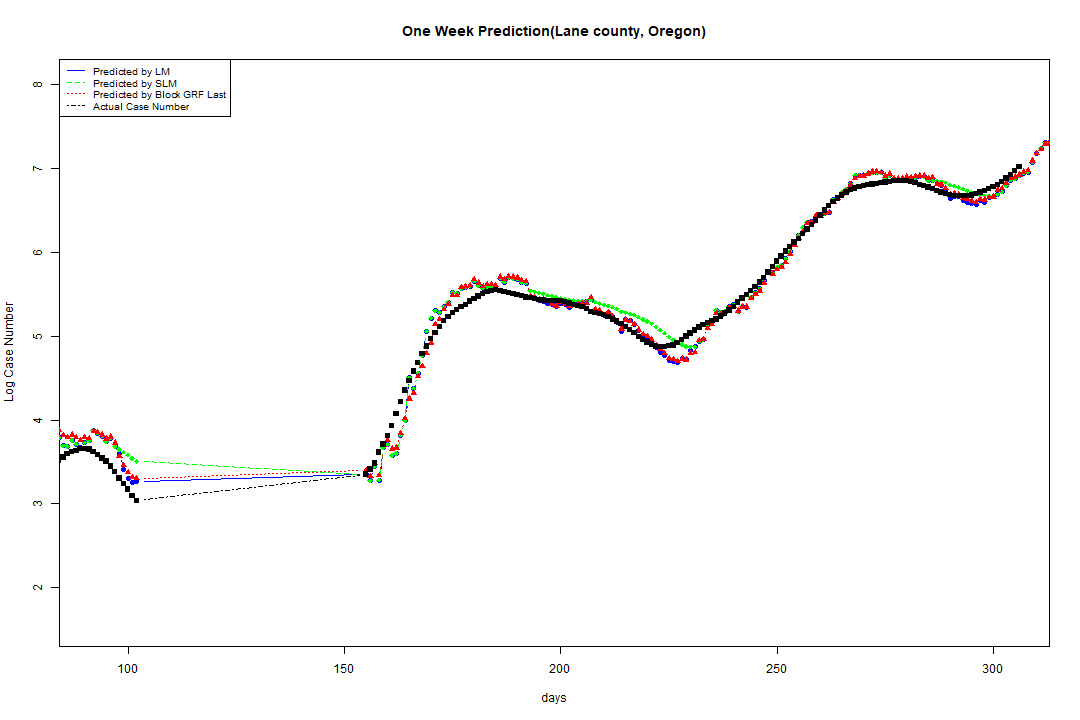 One Week Prediction(Lane county, Oregon)
Predicted by LM
Predicted by SLM
Predicted by Block GRF Last
Actual Case Number
8
7
6
5
4
3
2
Log Case Number
100 150 200 250 300
days